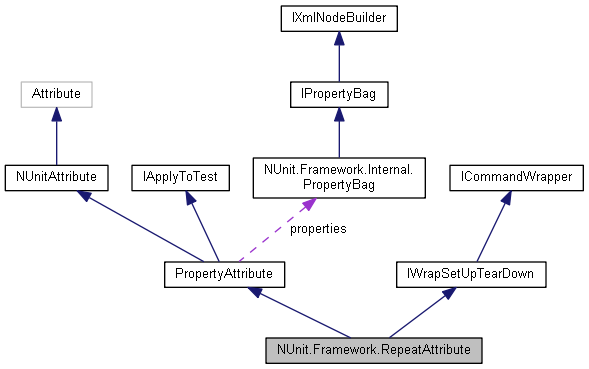 IXmlNodeBuilder
Attribute
IPropertyBag
NUnitAttribute
IApplyToTest
NUnit.Framework.Internal.
PropertyBag
ICommandWrapper
properties
PropertyAttribute
IWrapSetUpTearDown
NUnit.Framework.RepeatAttribute